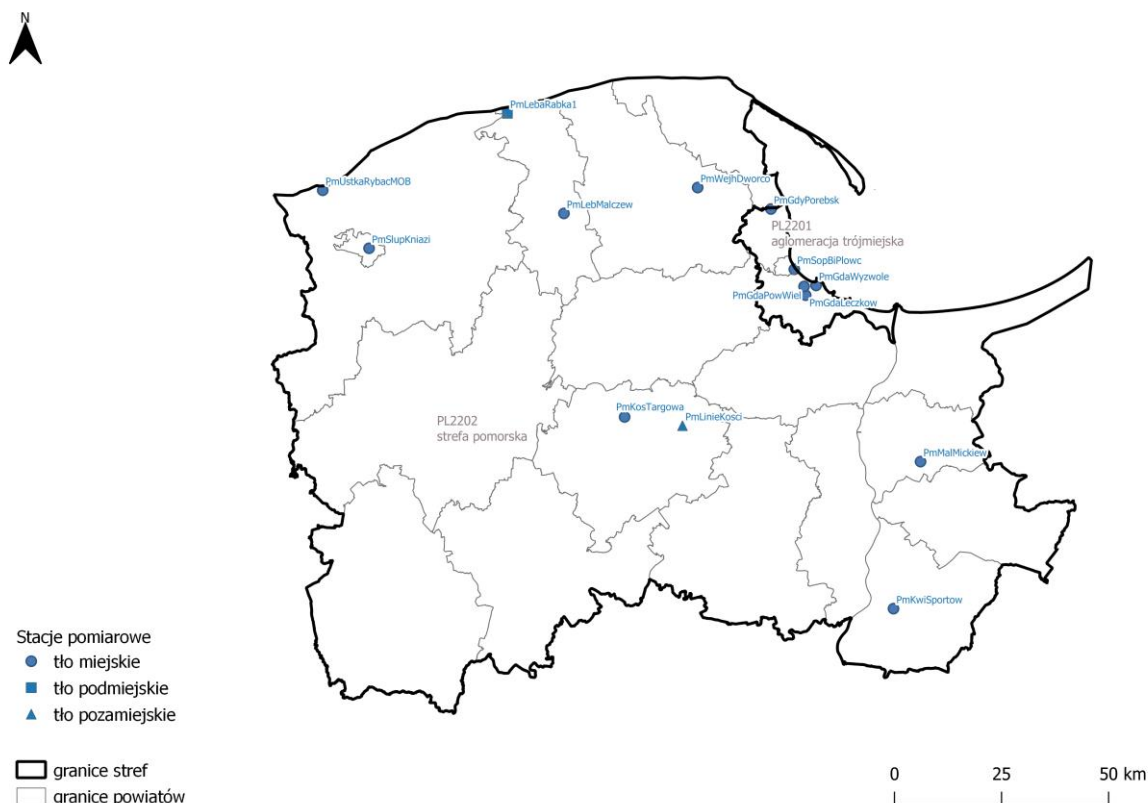 N
PmLebaRabka1
PmUstkaRybacMOB
PmWejhDworco
PmLebMalczew
PmGdyPorebsk
PmSlupKniazi
PL2201
aglomeracja trójmiejska
PmSopBiPlowc
PmGdaWyzwole
PmGdaPowWiel
PmGdaLeczkow
PmKosTargowa
PmLinieKosci
PL2202
strefa pomorska
PmMalMickiew
PmKwiSportow
Stacje pomiarowe
tło miejskie
tło podmiejskie
tło pozamiejskie
granice stref
granice powiatów
0 25 50 km